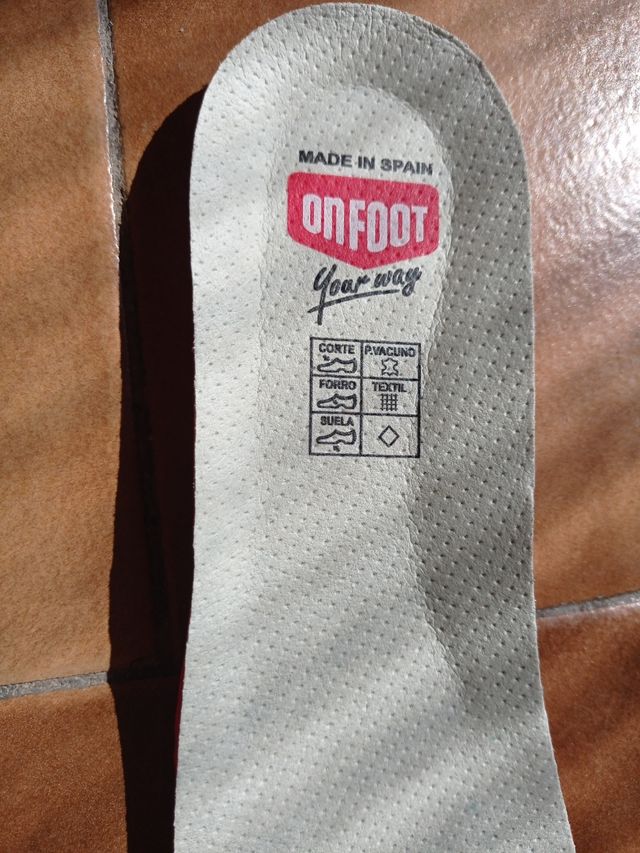 MADE IN SPAIN
ONFOOT
Your way
CORTE P.VACUNO
FORRO TEXTIL
SUELA